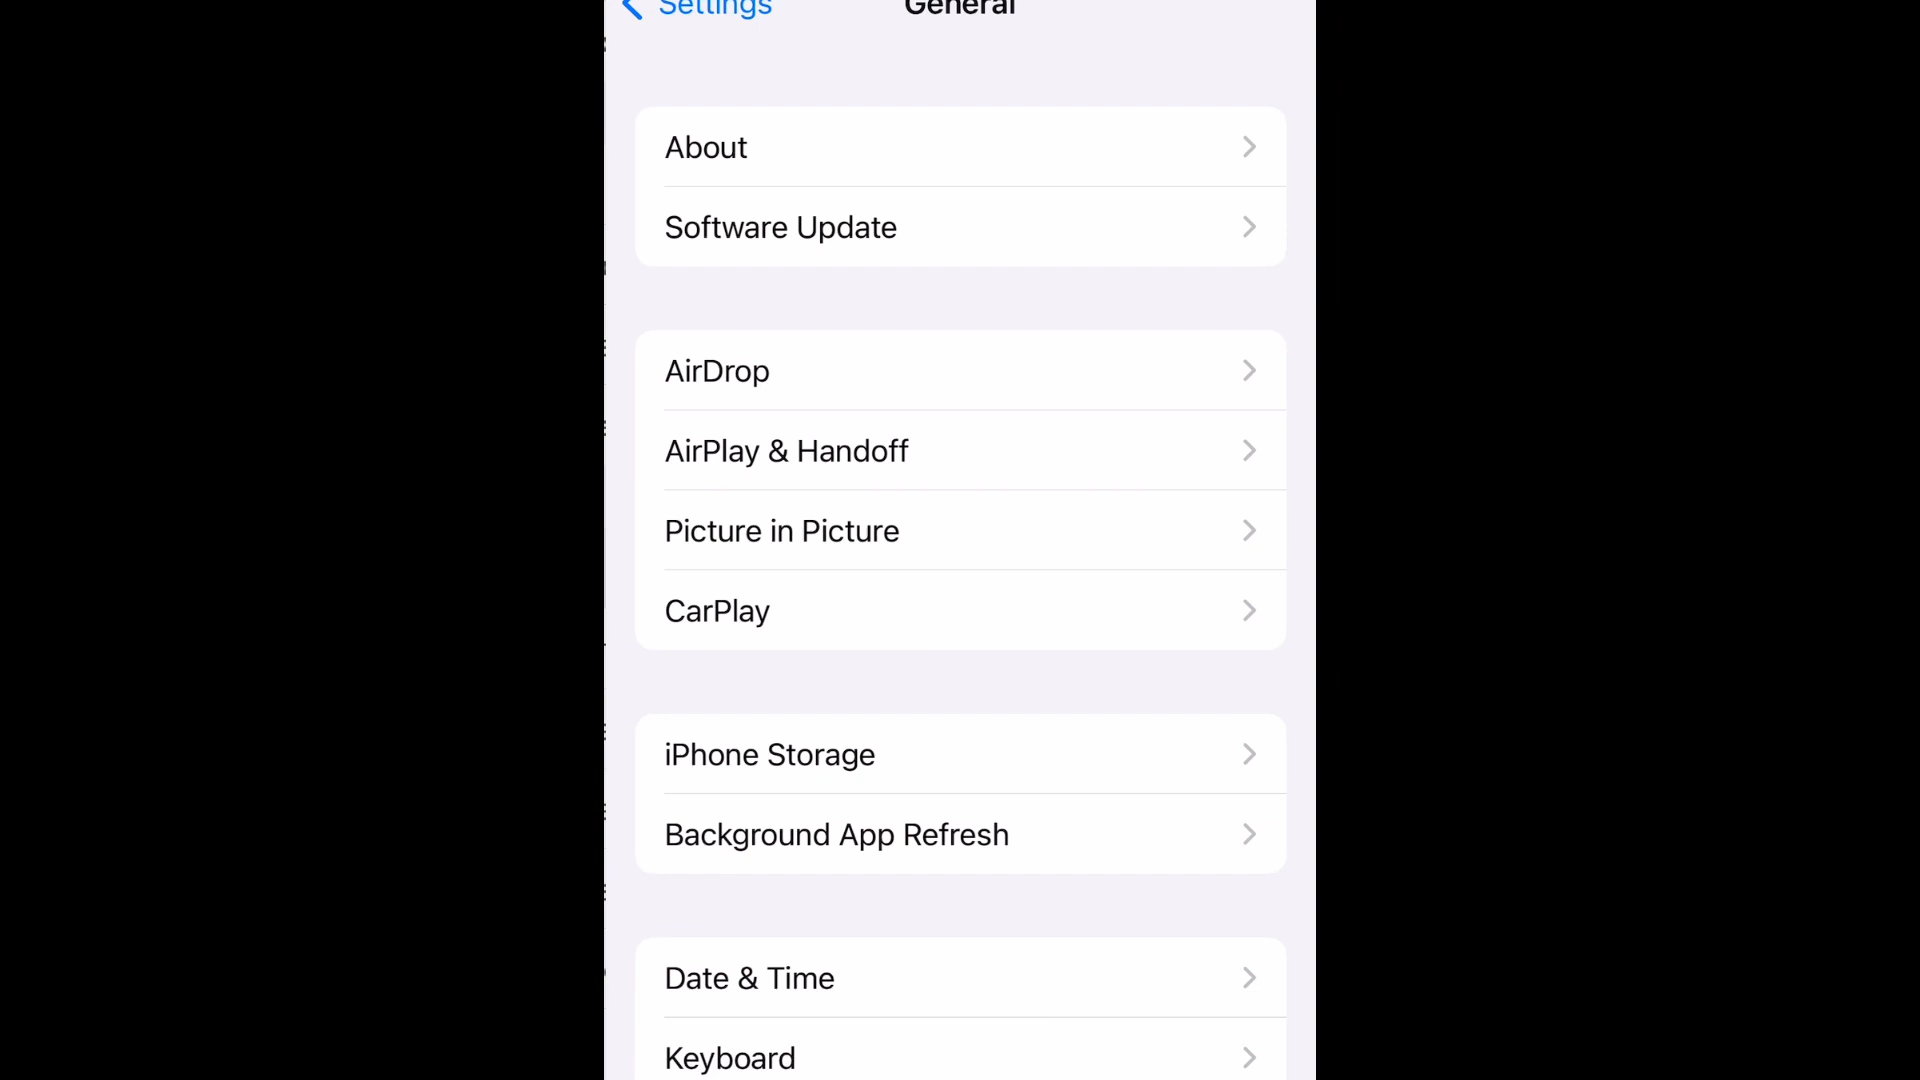 Settings
General
About
Software Update
AirDrop
AirPlay & Handoff
Picture in Picture
CarPlay
iPhone Storage
Background App Refresh
Date & Time
Keyboard